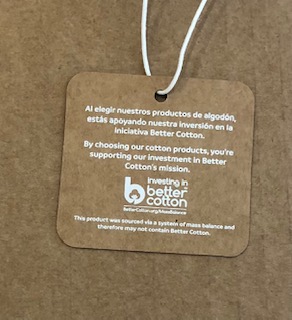 Al elegir nuestros productos de algodón,
estás apoyando nuestra inversión en la
iniciativa Better Cotton.
By choosing our cotton products, you're
supporting our investment in Better
Cotton's mission.
investing in
better
cotton
BetterCotton.org/MassBalance
This product was sourced via a system of mass balance and
therefore may not contain Better Cotton.